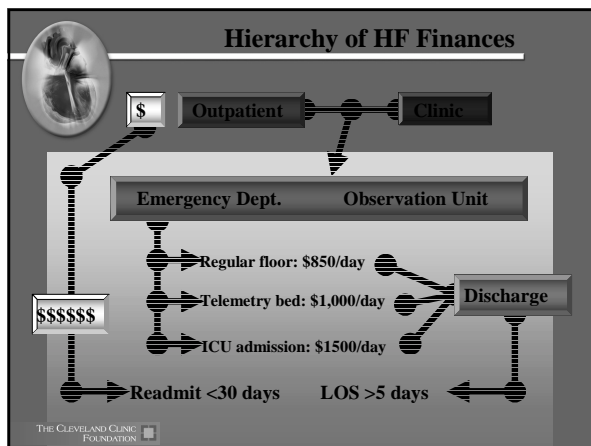 Hierarchy of HF Finances
$ Outpatient Clinic
Emergency Dept. Observation Unit
Regular floor: $850/day
Telemetry bed: $1,000/day
Discharge
$$$$$$
ICU admission: $1500/day
Readmit <30 days LOS >5 days
THE CLEVELAND CLINIC
FOUNDATION